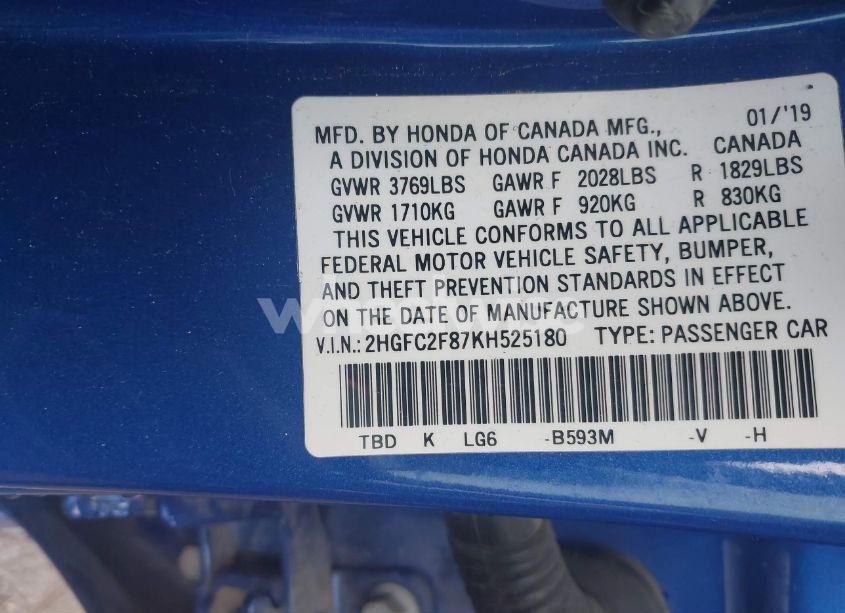 MFD. BY HONDA OF CANADA MFG., 01/'19
A DIVISION OF HONDA CANADA INC. CANADA
GVWR 3769LBS GAWR F 2028LBS R 1829LBS
GVWR 1710KG GAWR F 920KG R 830KG
THIS VEHICLE CONFORMS TO ALL APPLICABLE
FEDERAL MOTOR VEHICLE SAFETY, BUMPER,
AND THEFT PREVENTION STANDARDS IN EFFECT
ON THE DATE OF MANUFACTURE SHOWN ABOVE.
V.I.N.: 2HGFC2F87KH525180 TYPE: PASSENGER CAR
TBD K LG6 -B593M -V -H